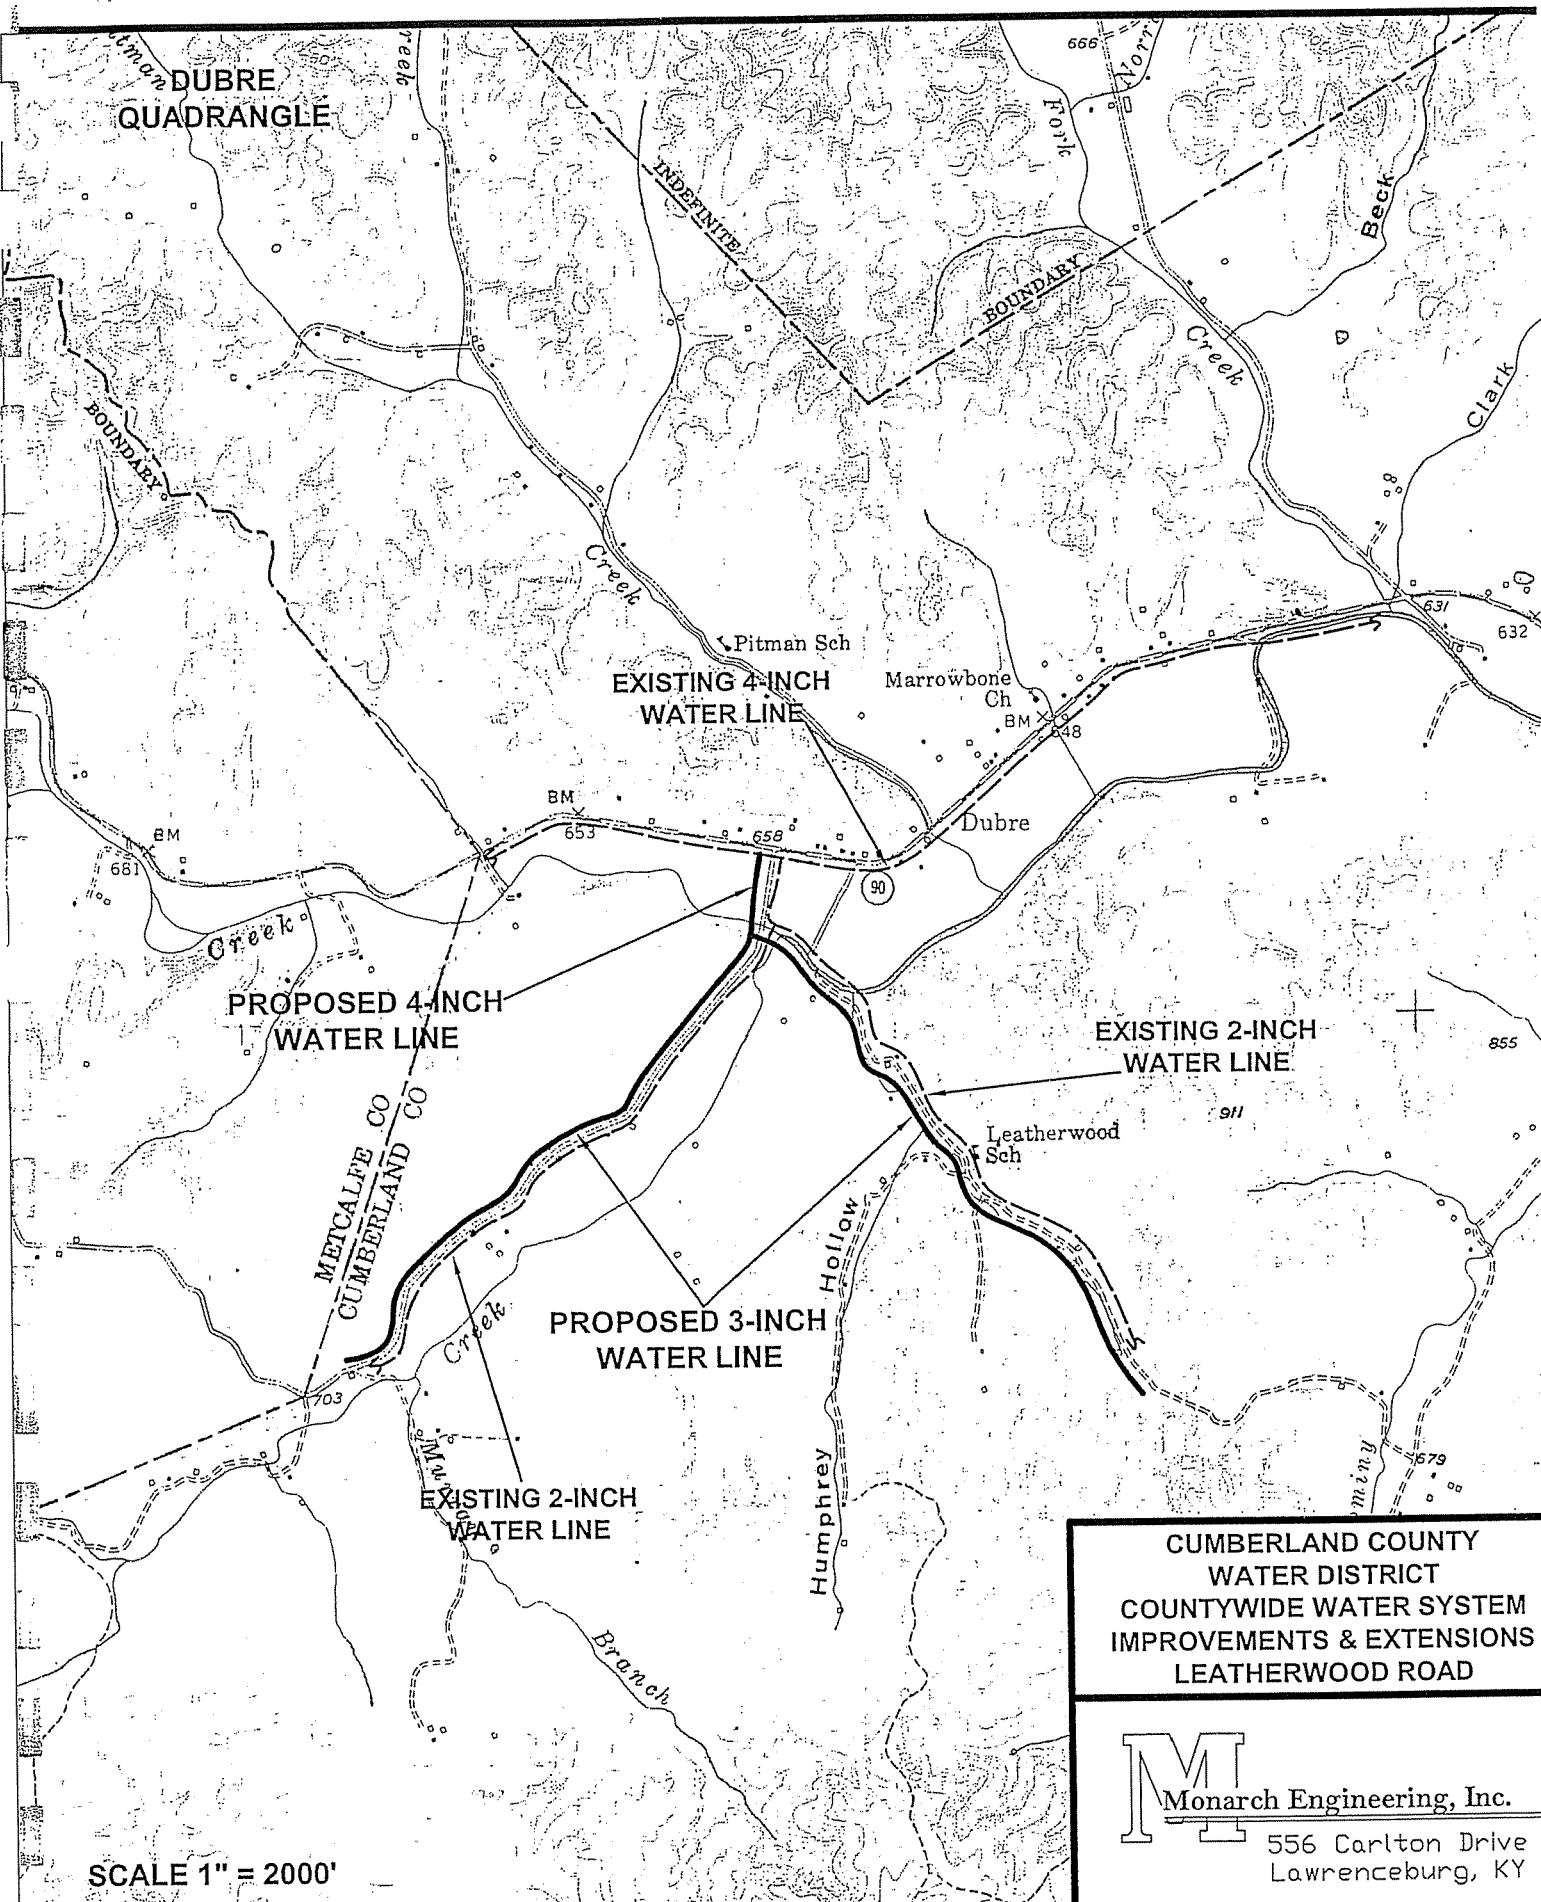 DUBRE
QUADRANGLE
666
Fork
Beck
INDEFINITE
BOUNDARY
Creek
Clark
BOUNDARY
Creek
631
632
Pitman Sch
EXISTING 4-INCH
WATER LINE
Marrowbone
Ch
BM
648
BM
653
658
Dubre
BM
681
90
Creek
PROPOSED 4-INCH
WATER LINE
EXISTING 2-INCH
WATER LINE
855
911
METCALFE CO
CUMBERLAND CO
Leatherwood
Sch
Hollow
Humphrey
PROPOSED 3-INCH
WATER LINE
Creek
703
679
EXISTING 2-INCH
WATER LINE
Branch
CUMBERLAND COUNTY
WATER DISTRICT
COUNTYWIDE WATER SYSTEM
IMPROVEMENTS & EXTENSIONS
LEATHERWOOD ROAD
M
Monarch Engineering, Inc.
556 Carlton Drive
Lawrenceburg, KY
SCALE 1" = 2000'